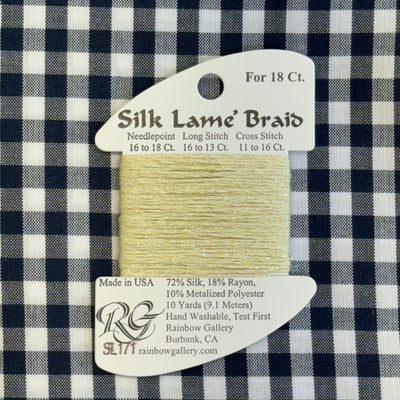 For 18 Ct.
Silk Lamé Braid
Needlepoint Long Stitch Cross Stitch
16 to 18 Ct. 16 to 13 Ct. 11 to 16 Ct.
Made in USA
72% Silk, 18% Rayon,
10% Metalized Polyester
10 Yards (9.1 Meters)
Hand Washable, Test First
Rainbow Gallery
Burbank, CA
rainbowgallery.com
RG
SL171